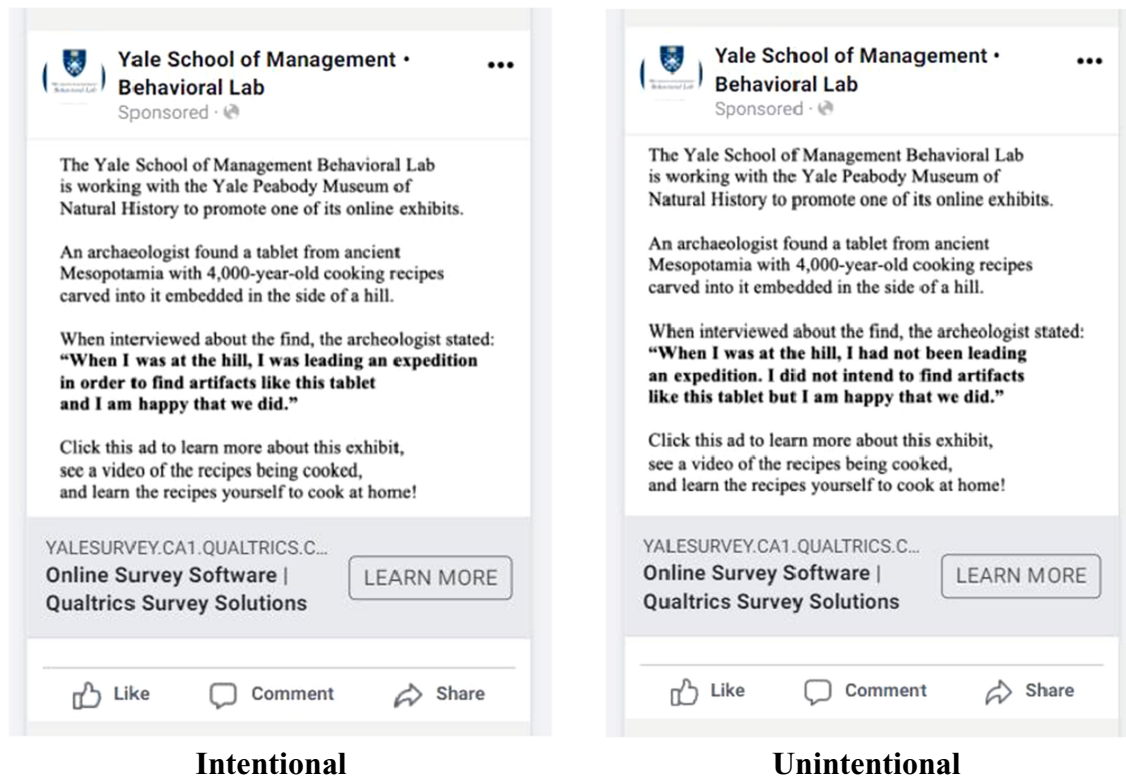 Yale School of Management •
Behavioral Lab
Sponsored ·
The Yale School of Management Behavioral Lab
is working with the Yale Peabody Museum of
Natural History to promote one of its online exhibits.
An archaeologist found a tablet from ancient
Mesopotamia with 4,000-year-old cooking recipes
carved into it embedded in the side of a hill.
When interviewed about the find, the archeologist stated:
“When I was at the hill, I was leading an expedition
in order to find artifacts like this tablet
and I am happy that we did.”
Click this ad to learn more about this exhibit,
see a video of the recipes being cooked,
and learn the recipes yourself to cook at home!
YALESURVEY.CA1.QUALTRICS.C...
Online Survey Software |
Qualtrics Survey Solutions
LEARN MORE
Like Comment Share
Intentional
Yale School of Management •
Behavioral Lab
Sponsored ·
The Yale School of Management Behavioral Lab
is working with the Yale Peabody Museum of
Natural History to promote one of its online exhibits.
An archaeologist found a tablet from ancient
Mesopotamia with 4,000-year-old cooking recipes
carved into it embedded in the side of a hill.
When interviewed about the find, the archeologist stated:
“When I was at the hill, I had not been leading
an expedition. I did not intend to find artifacts
like this tablet but I am happy that we did.”
Click this ad to learn more about this exhibit,
see a video of the recipes being cooked,
and learn the recipes yourself to cook at home!
YALESURVEY.CA1.QUALTRICS.C...
Online Survey Software |
Qualtrics Survey Solutions
LEARN MORE
Like Comment Share
Unintentional